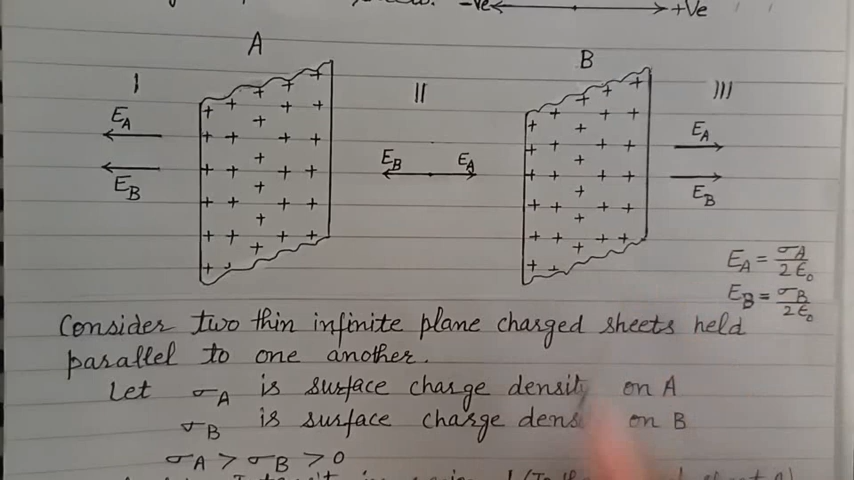 -Ve +Ve
A
B
I
II
III
E_A
E_B
E_B E_A
E_A
E_B
E_A = σ_A/2ε₀
E_B = σ_B/2ε₀
Consider two thin infinite plane charged sheets held
parallel to one another.
Let σ_A is surface charge densit on A
σ_B is surface charge dens on B
σ_A > σ_B > 0